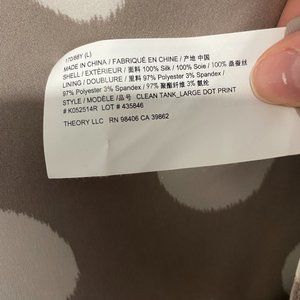 170/88Y (L)
MADE IN CHINA / FABRIQUÉ EN CHINE / 产地 中国
SHELL / EXTÉRIEUR / 面料 100% Silk / 100% Soie / 100% 桑蚕丝
LINING / DOUBLURE / 里料 97% Polyester 3% Spandex /
97% Polyester 3% Spandex / 97% 聚酯纤维 3% 氨纶
STYLE / MODÈLE /品号 CLEAN TANK_LARGE DOT PRINT
# K052514R LOT # 435846
THEORY LLC RN 98406 CA 39862